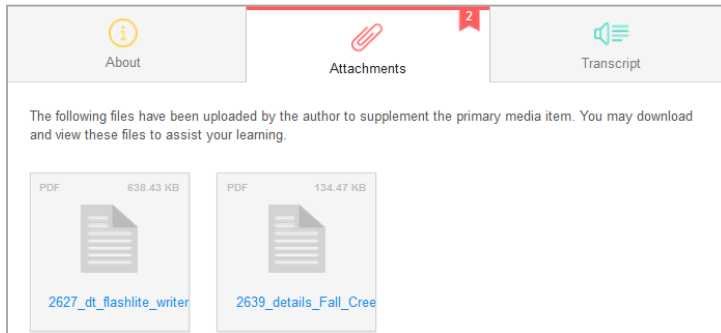 About
2
Attachments
Transcript
The following files have been uploaded by the author to supplement the primary media item. You may download
and view these files to assist your learning.
PDF 638.43 KB
PDF 134.47 KB
2627_dt_flashlite_writer
2639_details_Fall_Cree